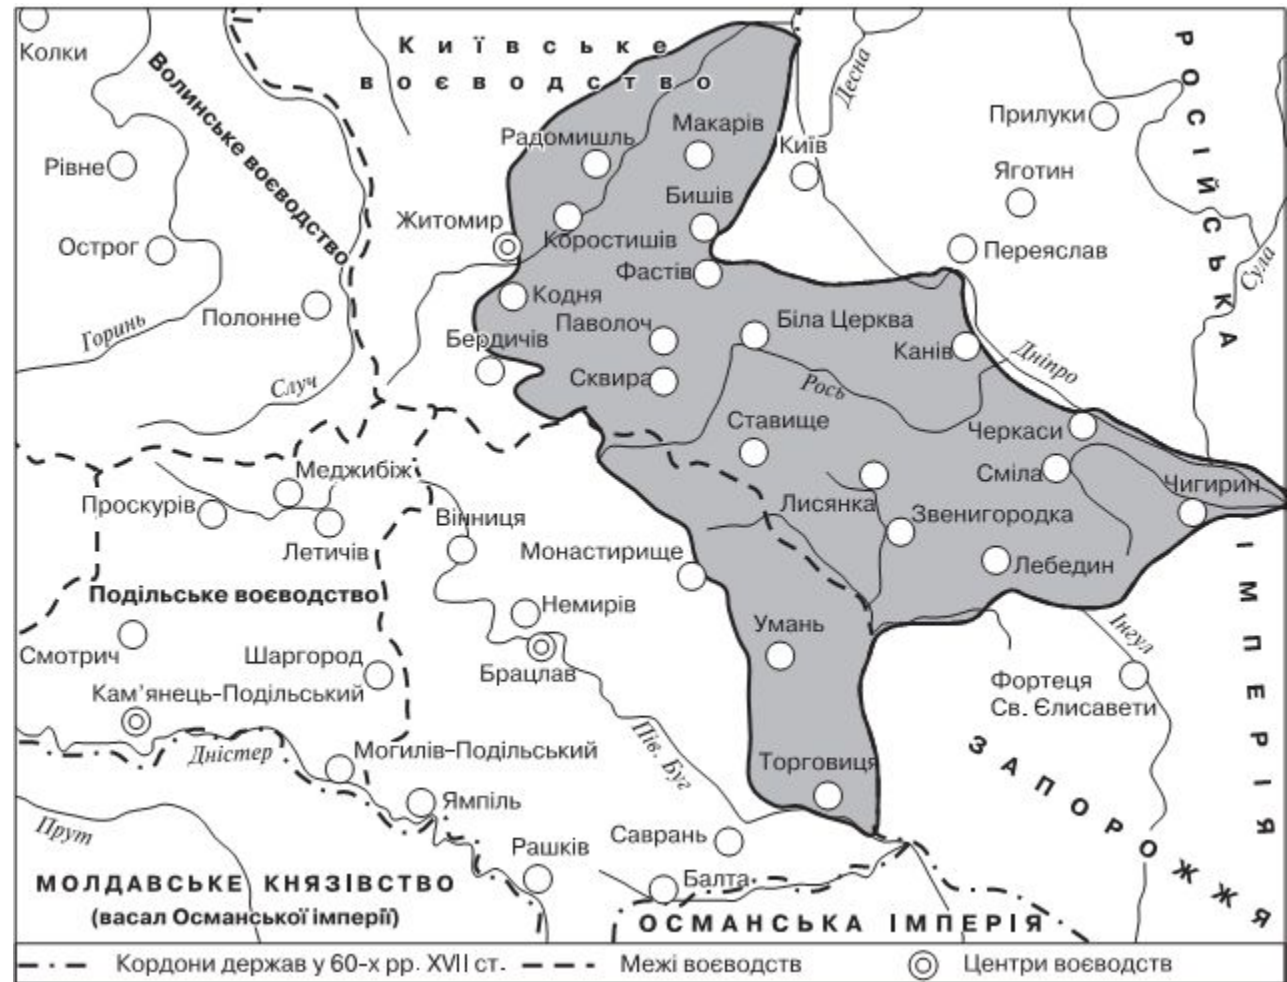 Колки
Київське
воєводство
Волинське воєводство
РОСІЙСЬКА ІМПЕРІЯ
Десна
Прилуки
Макарів
Радомишль
Київ
Рівне
Яготин
Бишів
Житомир
Острог
Коростишів
Переяслав
Сула
Фастів
Кодня
Полонне
Горинь
Паволоч
Біла Церква
Бердичів
Канів
Дніпро
Случ
Сквира
Рось
Ставище
Черкаси
Меджибіж
Сміла
Чигирин
Проскурів
Лисянка
Звенигородка
Вінниця
Летичів
Монастирище
Лебедин
Подільське воєводство
Немирів
Умань
Інгул
Смотрич
Шаргород
Брацлав
Фортеця
Св. Єлисавети
Кам'янець-Подільський
Дністер
Могилів-Подільський
Пів. Буг
Торговиця
ЗАПОРОЖЖЯ
Ямпіль
Прут
Саврань
Рашків
МОЛДАВСЬКЕ КНЯЗІВСТВО
(васал Османської імперії)
Балта
ОСМАНСЬКА ІМПЕРІЯ
Кордони держав у 60-х рр. XVII ст.
Межі воєводств
Центри воєводств